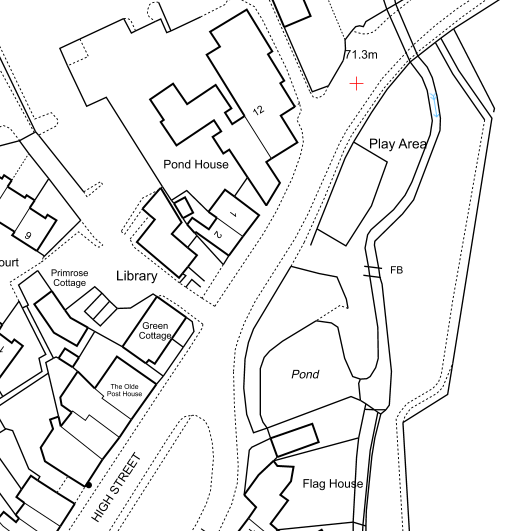 71.3m
12
Play Area
Pond House
1
2
6
ourt
Primrose
Cottage
Library
FB
Green
Cottage
Pond
The Olde
Post House
HIGH STREET
Flag House